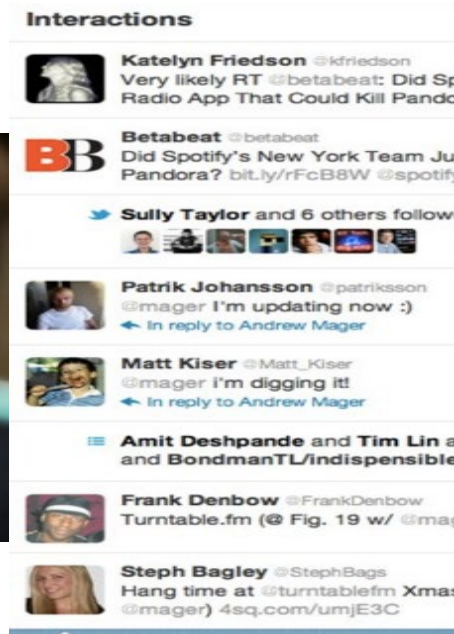 Interactions
Katelyn Friedson @kfriedson
Very likely RT @betabeat: Did Sp
Radio App That Could Kill Pando
BB
Betabeat @betabeat
Did Spotify's New York Team Ju
Pandora? bit.ly/rFcB8W @spotify
Sully Taylor and 6 others follow
Patrik Johansson @patriksson
@mager I'm updating now :)
In reply to Andrew Mager
Matt Kiser @Matt_Kiser
@mager i'm digging it!
In reply to Andrew Mager
Amit Deshpande and Tim Lin a
and BondmanTL/indispensible
Frank Denbow @FrankDenbow
Turntable.fm (@ Fig. 19 w/ @mag
Steph Bagley @StephBags
Hang time at @turntablefm Xmas
@mager) 4sq.com/umjE3C